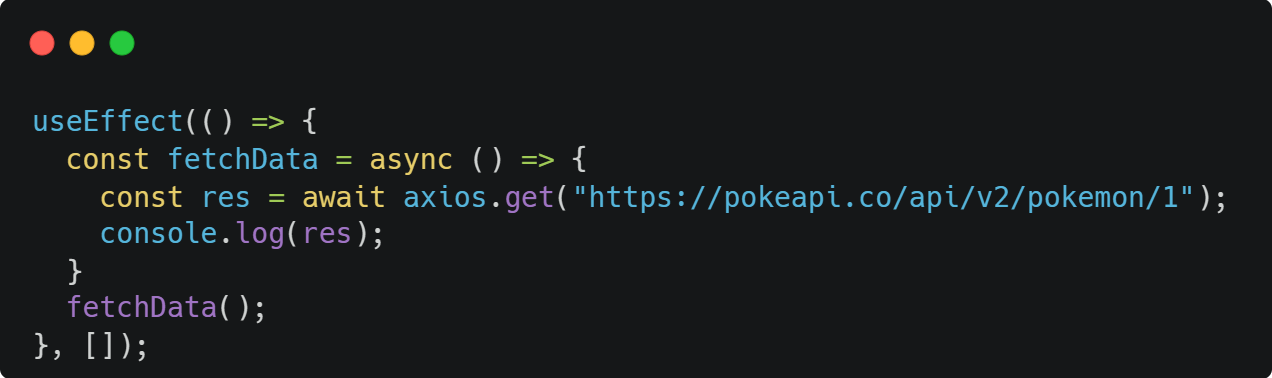 useEffect(() => {
  const fetchData = async () => {
    const res = await axios.get("https://pokeapi.co/api/v2/pokemon/1");
    console.log(res);
  }
  fetchData();
}, []);